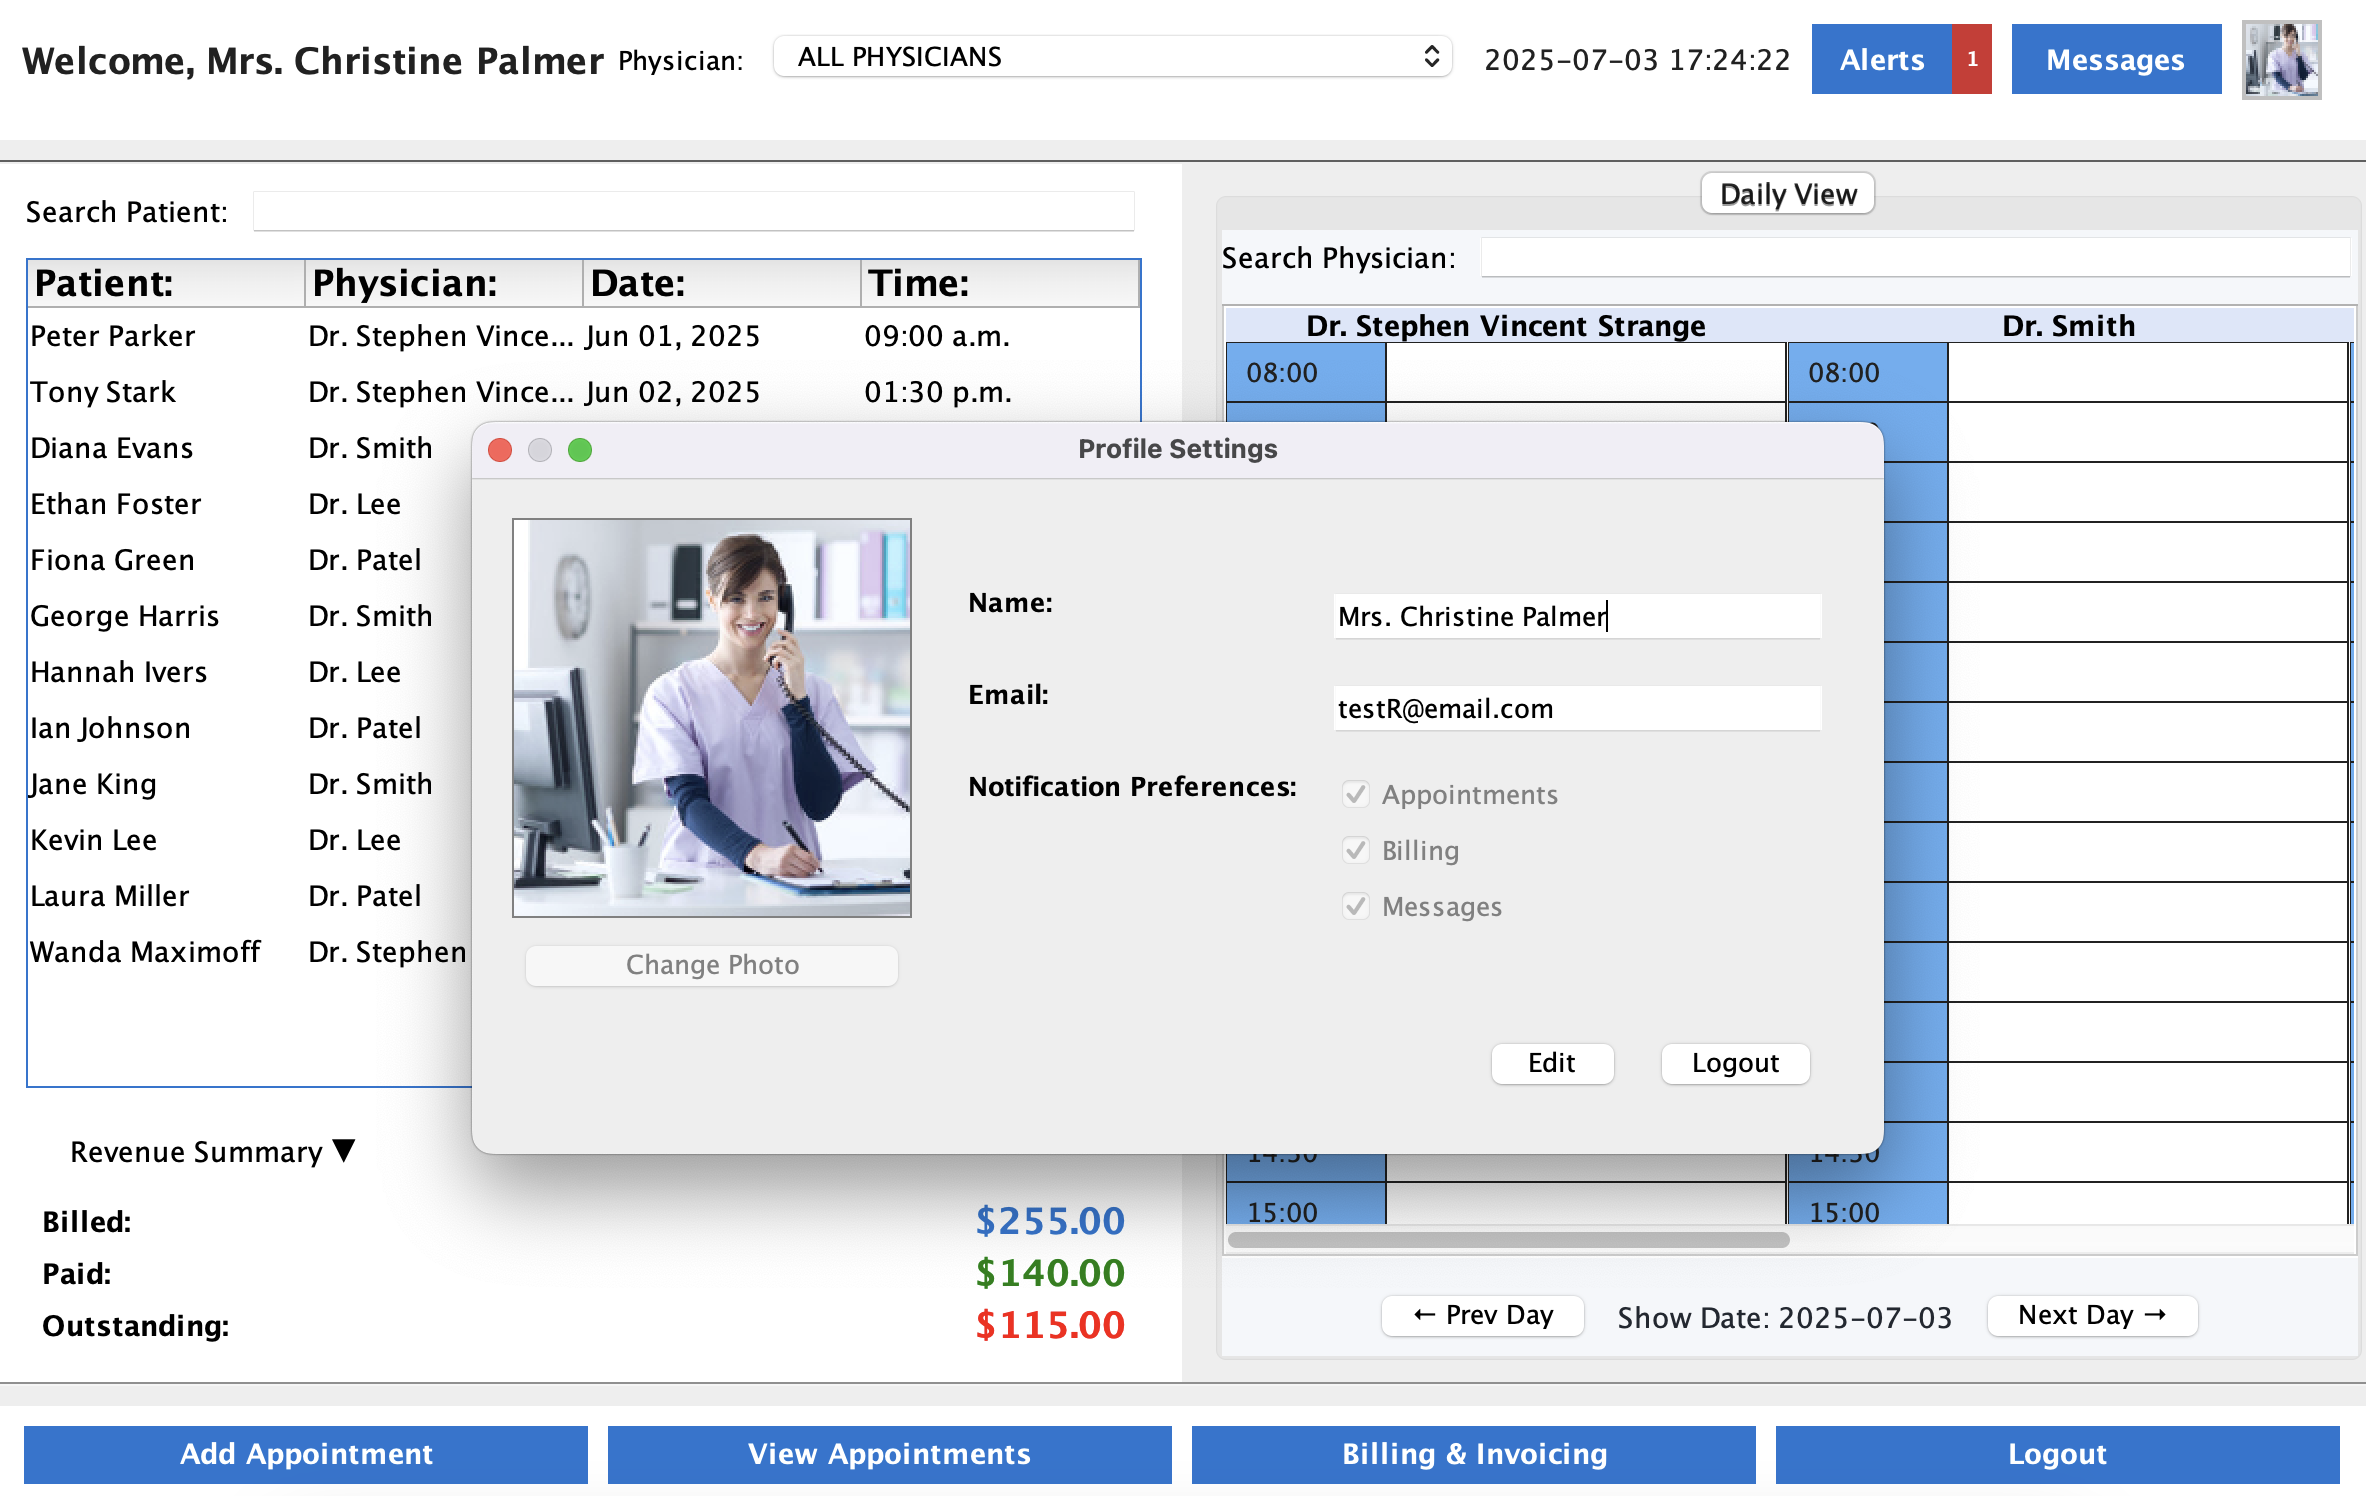 Welcome, Mrs. Christine Palmer Physician: ALL PHYSICIANS 2025-07-03 17:24:22 Alerts 1 Messages
Search Patient:
Patient: Physician: Date: Time:
Peter Parker Dr. Stephen Vince... Jun 01, 2025 09:00 a.m.
Tony Stark Dr. Stephen Vince... Jun 02, 2025 01:30 p.m.
Diana Evans Dr. Smith
Ethan Foster Dr. Lee
Fiona Green Dr. Patel
George Harris Dr. Smith
Hannah Ivers Dr. Lee
Ian Johnson Dr. Patel
Jane King Dr. Smith
Kevin Lee Dr. Lee
Laura Miller Dr. Patel
Wanda Maximoff Dr. Stephen
Revenue Summary ▼
Billed: $255.00
Paid: $140.00
Outstanding: $115.00
Daily View
Search Physician:
Dr. Stephen Vincent Strange Dr. Smith
08:00 08:00
14:30 14:30
15:00 15:00
← Prev Day Show Date: 2025-07-03 Next Day →
Profile Settings
Name: Mrs. Christine Palmer
Email: testR@email.com
Notification Preferences: Appointments
Billing
Messages
Change Photo
Edit Logout
Add Appointment View Appointments Billing & Invoicing Logout